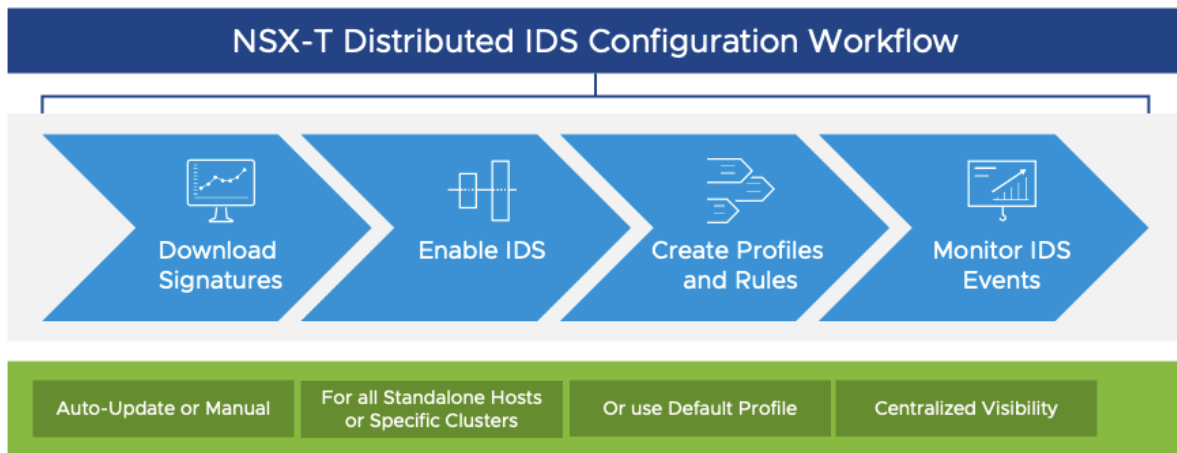 NSX-T Distributed IDS Configuration Workflow
Download
Signatures
Enable IDS
Create Profiles
and Rules
Monitor IDS
Events
Auto-Update or Manual
For all Standalone Hosts
or Specific Clusters
Or use Default Profile
Centralized Visibility